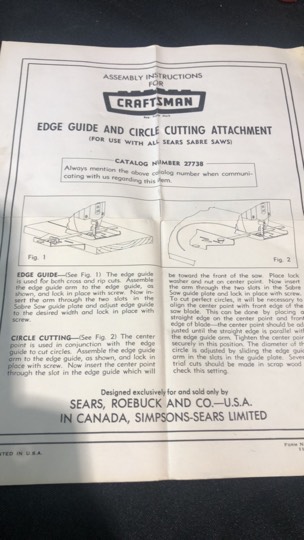 ASSEMBLY INSTRUCTIONS
FOR
CRAFTSMAN
EDGE GUIDE AND CIRCLE CUTTING ATTACHMENT
(FOR USE WITH ALL SEARS SABRE SAWS)
CATALOG NUMBER 27738
Always mention the above catalog number when communi-
cating with us regarding this item.
Fig. 1
Fig. 2
EDGE GUIDE—(See Fig. 1) The edge guide
is used for both cross and rip cuts. Assemble
the edge guide arm to the edge guide, as
shown, and lock in place with screw. Now in-
sert the arm through the two slots in the
Sabre Saw guide plate and adjust edge guide
to the desired width and lock in place with
screw.
CIRCLE CUTTING—(See Fig. 2) The center
point is used in conjunction with the edge
guide to cut circles. Assemble the edge guide
arm to the edge guide, as shown, and lock in
place with screw. Now insert the center point
through the slot in the edge guide which will
be toward the front of the saw. Place lock
washer and nut on center point. Now insert
the arm through the two slots in the Sabre
Saw guide plate and lock in place with screw.
To cut perfect circles, it will be necessary to
align the center point with front edge of the
saw blade. This can be done by placing a
straight edge on the center point and front
edge of blade—the center point should be ad-
justed until the straight edge is parallel with
the edge guide arm. Tighten the center point
securely in this position. The diameter of the
circle is adjusted by sliding the edge guide
arm in the slots in the guide plate. Several
trial cuts should be made in scrap wood
check this setting.
Designed exclusively for and sold only by
SEARS, ROEBUCK AND CO.—U.S.A.
IN CANADA, SIMPSONS-SEARS LIMITED
TED IN U.S.A.
Form